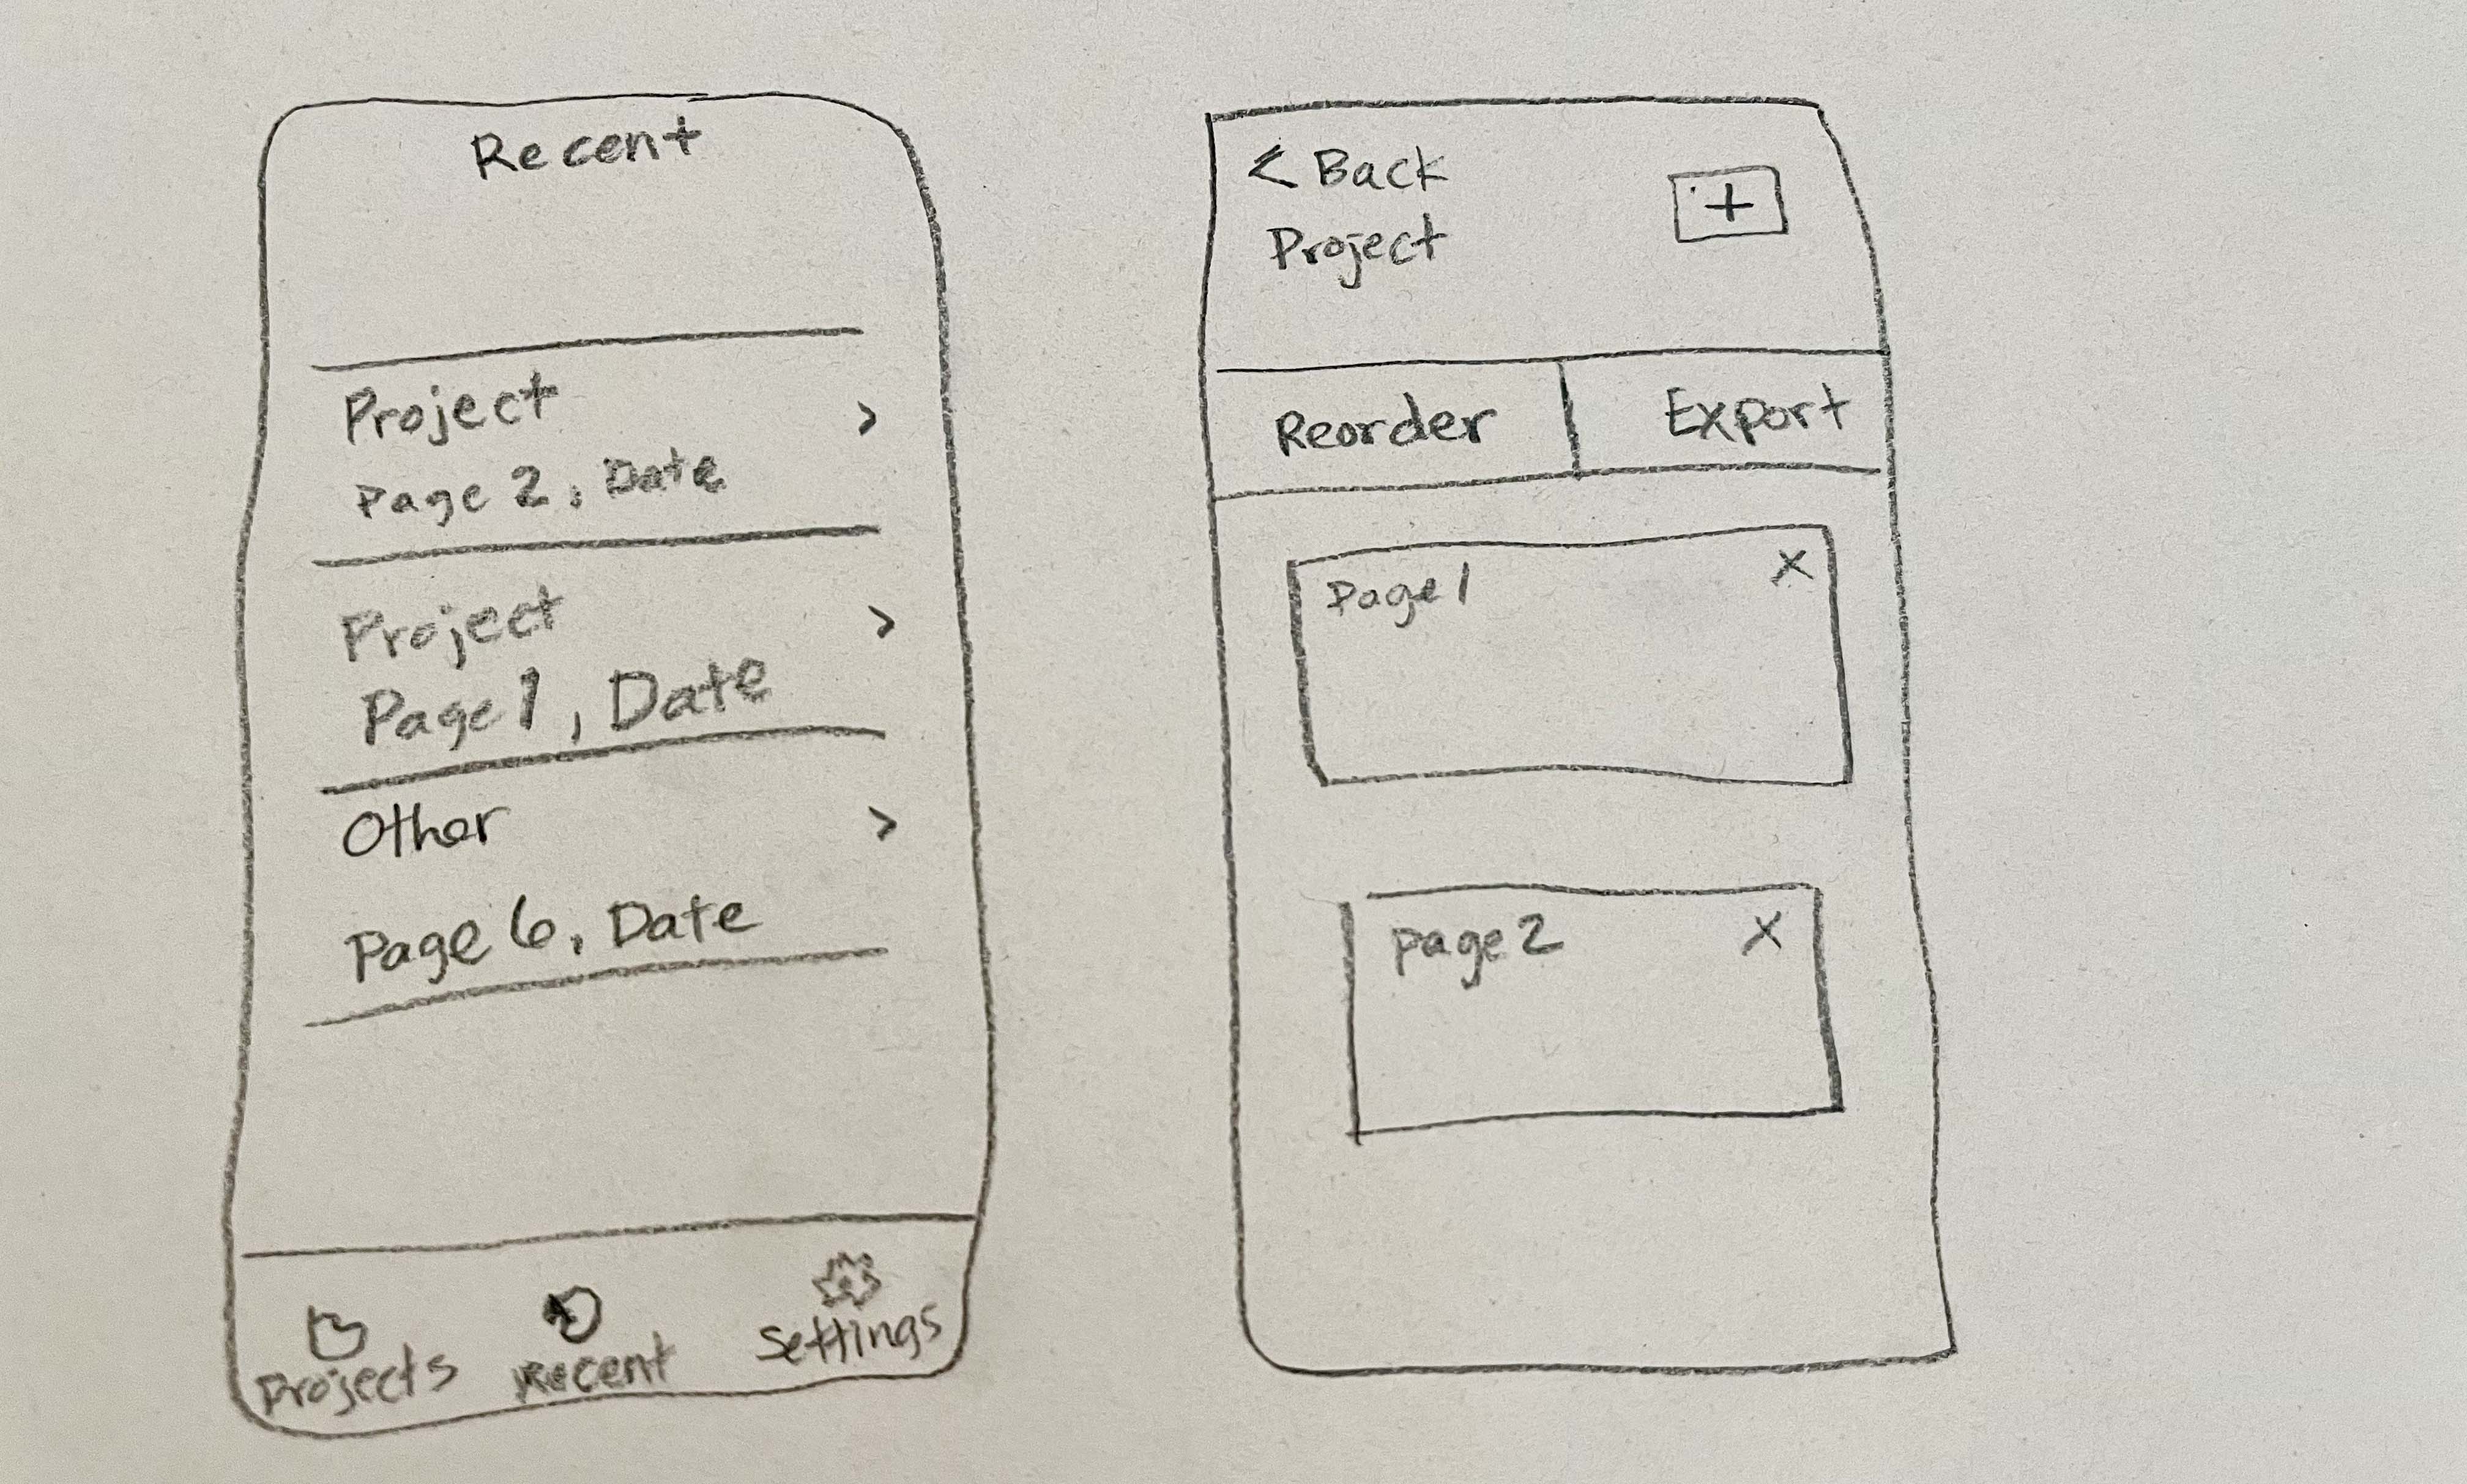 Recent
Project >
Page 2, Date
Project >
Page 1, Date
Other >
Page 6, Date
Projects Recent Settings
< Back
Project +
Reorder Export
Page 1 X
Page 2 X